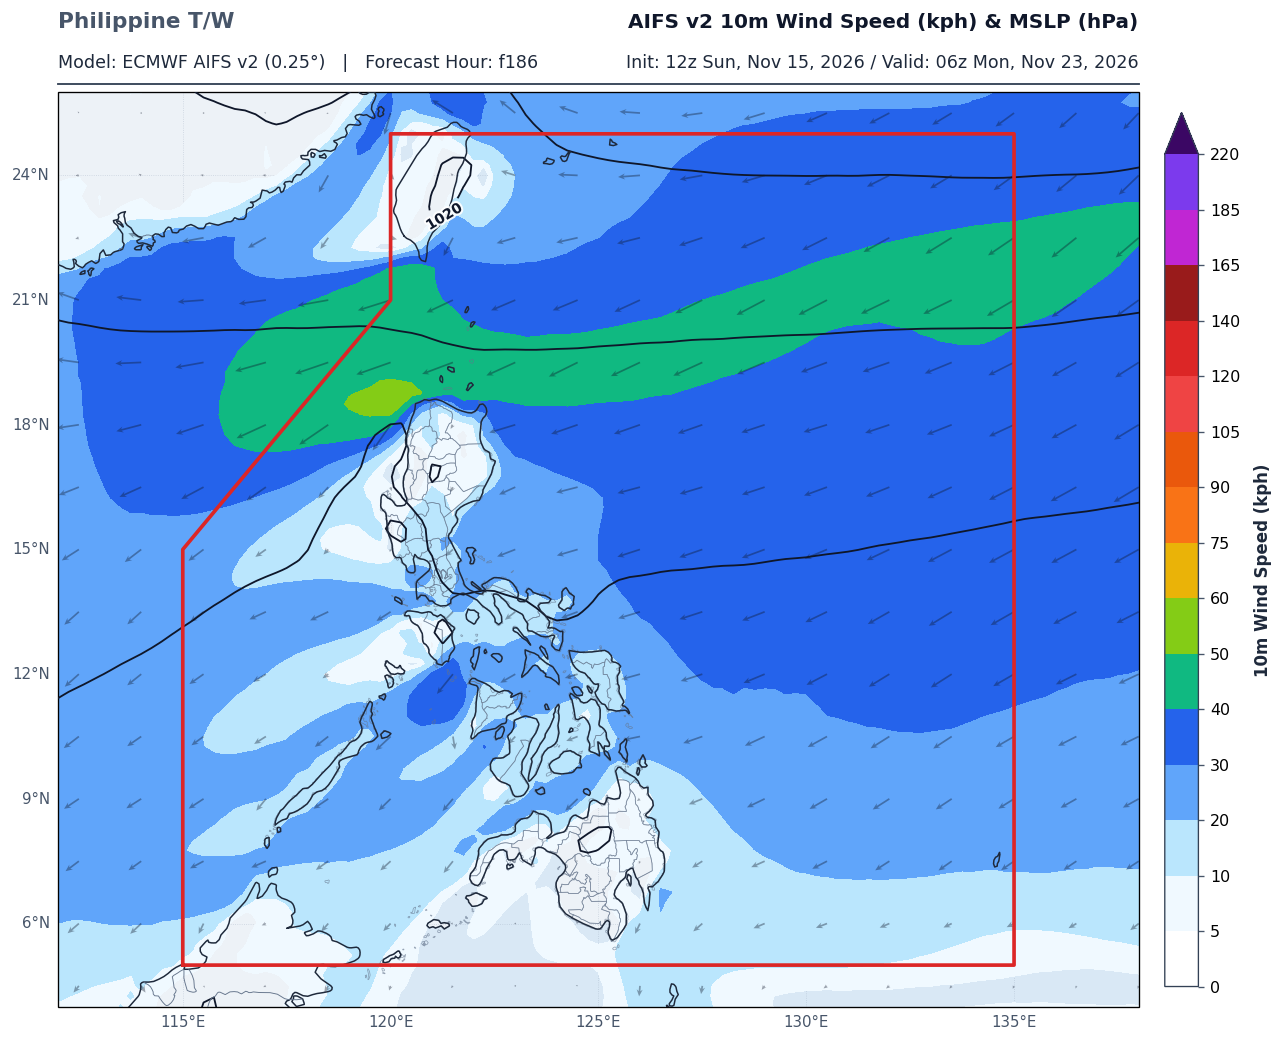 Philippine T/W
AIFS v2 10m Wind Speed (kph) & MSLP (hPa)
Model: ECMWF AIFS v2 (0.25°)   |   Forecast Hour: f186
Init: 12z Sun, Nov 15, 2026 / Valid: 06z Mon, Nov 23, 2026
24°N
21°N
18°N
15°N
12°N
9°N
6°N
1020
115°E
120°E
125°E
130°E
135°E
220
185
165
140
120
105
90
75
60
50
40
30
20
10
5
0
10m Wind Speed (kph)